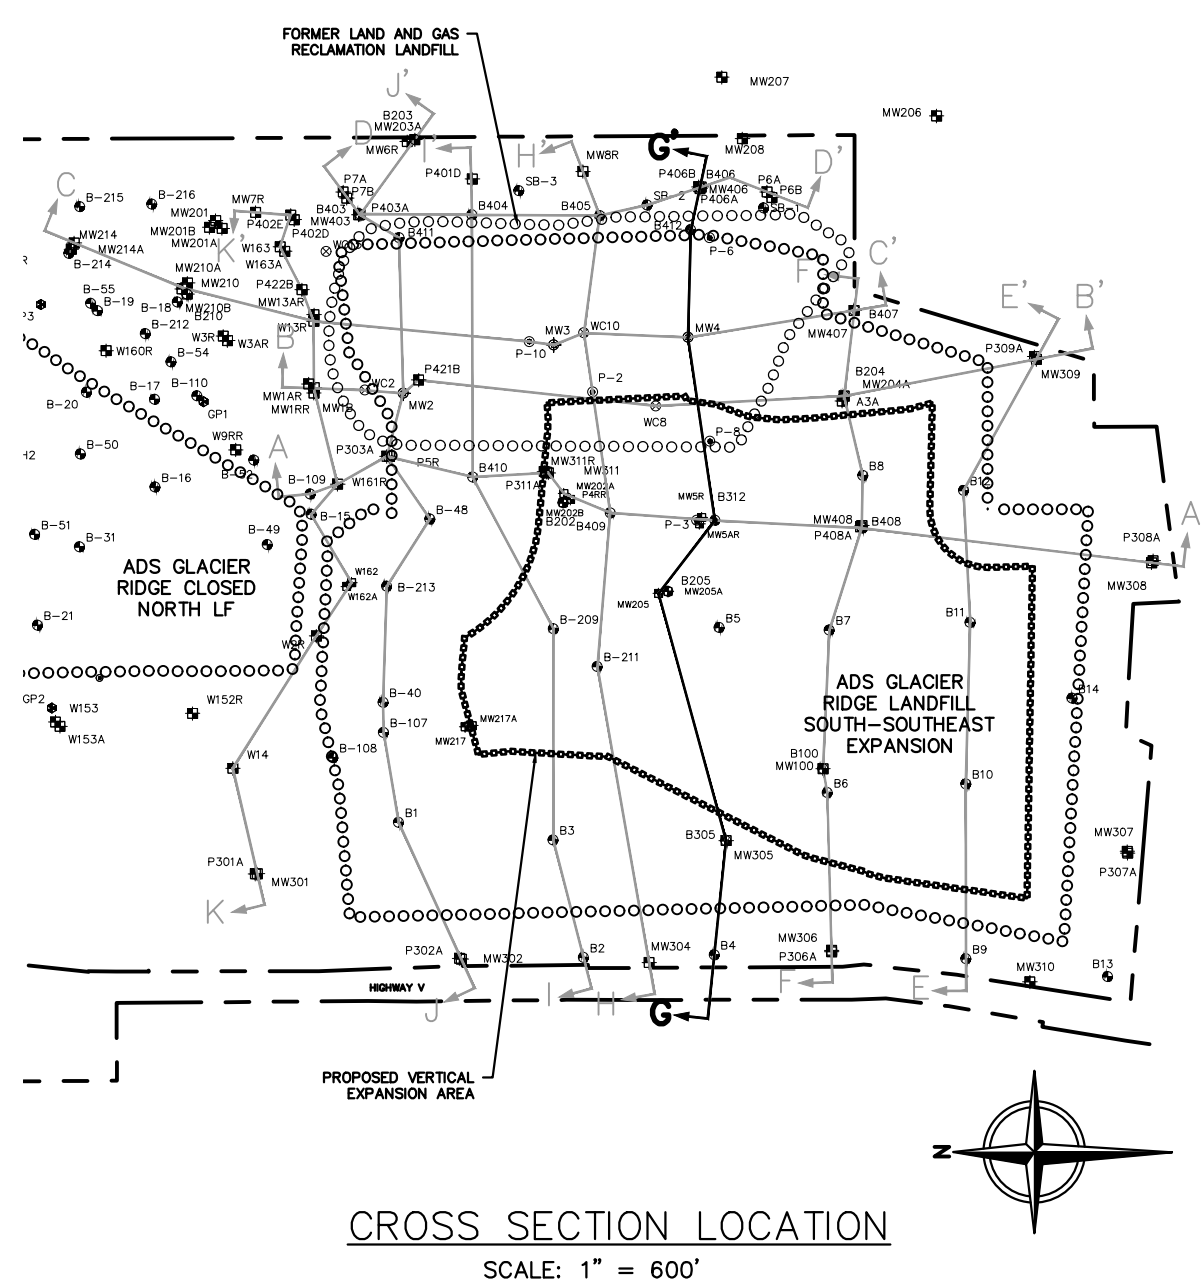 FORMER LAND AND GAS
RECLAMATION LANDFILL
J'
MW207
MW206
B203
MW203A
MW6R
D
I'
H'
MW8R
G'
MW208
D'
P7A
P7B
P401D
SB-3
P406B
B406
MW406
P406A
P6A
P6B
SB-1
SB-2
C
B-215
B-216
MW7R
B403
MW403
P403A
B404
B405
B412
MW201
MW201B
MW201A
P402E
P402D
B411
P-6
MW214
MW214A
B-214
K'
W163
W163A
C'
F'
R
MW210A
MW210
MW210B
B210
P422B
E'
B'
B-55
B-19
B-18
MW13AR
W13R
B407
MW407
P3
B-212
W3R
W3AR
MW3
WC10
MW4
P-10
P309A
MW309
W160R
B-54
B
P421B
B204
MW204A
A3A
B-20
B-17
B-110
GP1
MW1AR
MW1RR
MW1R
WC2
MW2
P-2
WC8
H2
B-50
W9RR
B-52
A
P303A
P5R
P-8
B-16
B-109
W161R
B410
P311A
MW311R
MW311
MW202A
P4RR
MW202B
B202
B409
B8
B12
B-51
B-31
B-49
B-15
B-48
MW5R
P-3
B312
MW5AR
MW408
P408A
B408
A'
P308A
MW308
ADS GLACIER
RIDGE CLOSED
NORTH LF
W162
W162A
B-213
B205
MW205
MW205A
B-21
W2R
B-209
B5
B7
B11
B-211
GP2
W153
W153A
W152R
B-40
B-107
MW217A
MW217
ADS GLACIER
RIDGE LANDFILL
SOUTH-SOUTHEAST
EXPANSION
B14
W14
B-108
B100
MW100
B6
B10
B1
B3
B305
MW305
MW307
P307A
P301A
MW301
K
P302A
MW302
B2
MW304
B4
MW306
P306A
B9
MW310
B13
HIGHWAY V
J
I
H
G
F
E
PROPOSED VERTICAL
EXPANSION AREA
N
CROSS SECTION LOCATION
SCALE: 1" = 600'